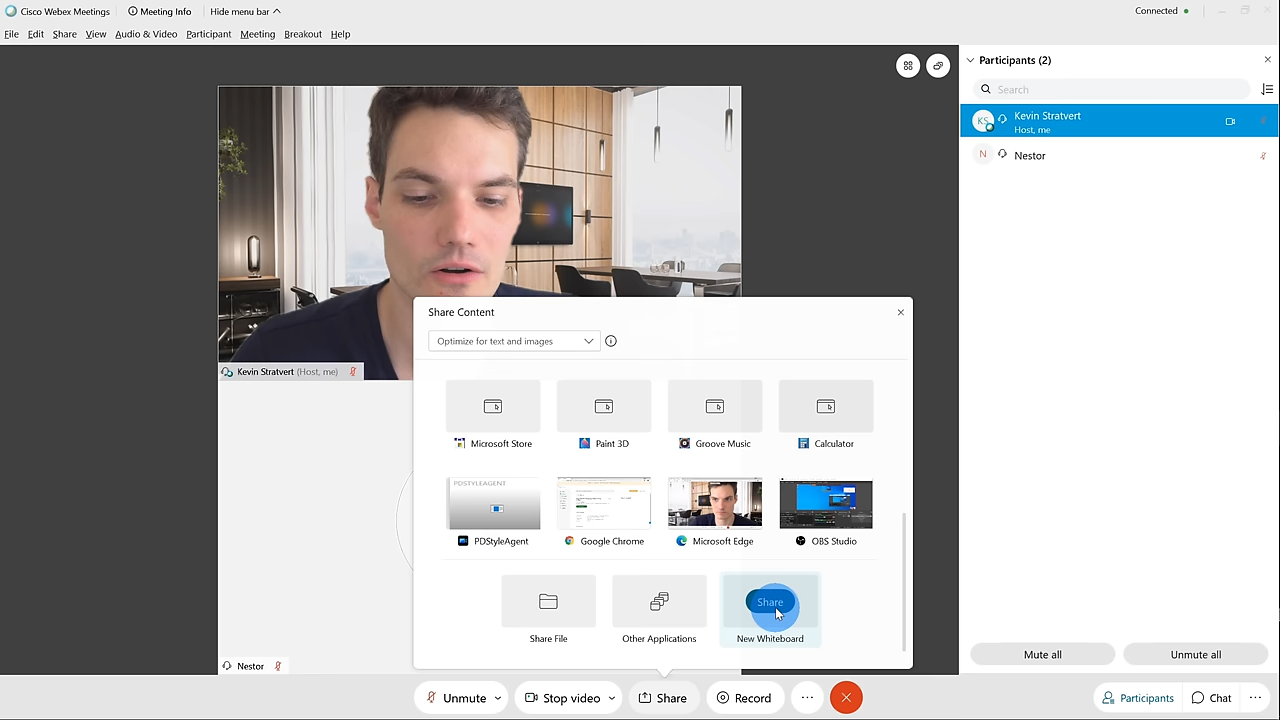 Cisco Webex Meetings
Meeting Info
Hide menu bar
Connected
File Edit Share View Audio & Video Participant Meeting Breakout Help
Participants (2)
Search
KS
Kevin Stratvert
Host, me
N
Nestor
Kevin Stratvert (Host, me)
Share Content
Optimize for text and images
Microsoft Store
Paint 3D
Groove Music
Calculator
PDSTYLEAGENT
PDStyleAgent
Google Chrome
Microsoft Edge
OBS Studio
Share
Share File
Other Applications
New Whiteboard
Nestor
Mute all
Unmute all
Unmute
Stop video
Share
Record
Participants
Chat